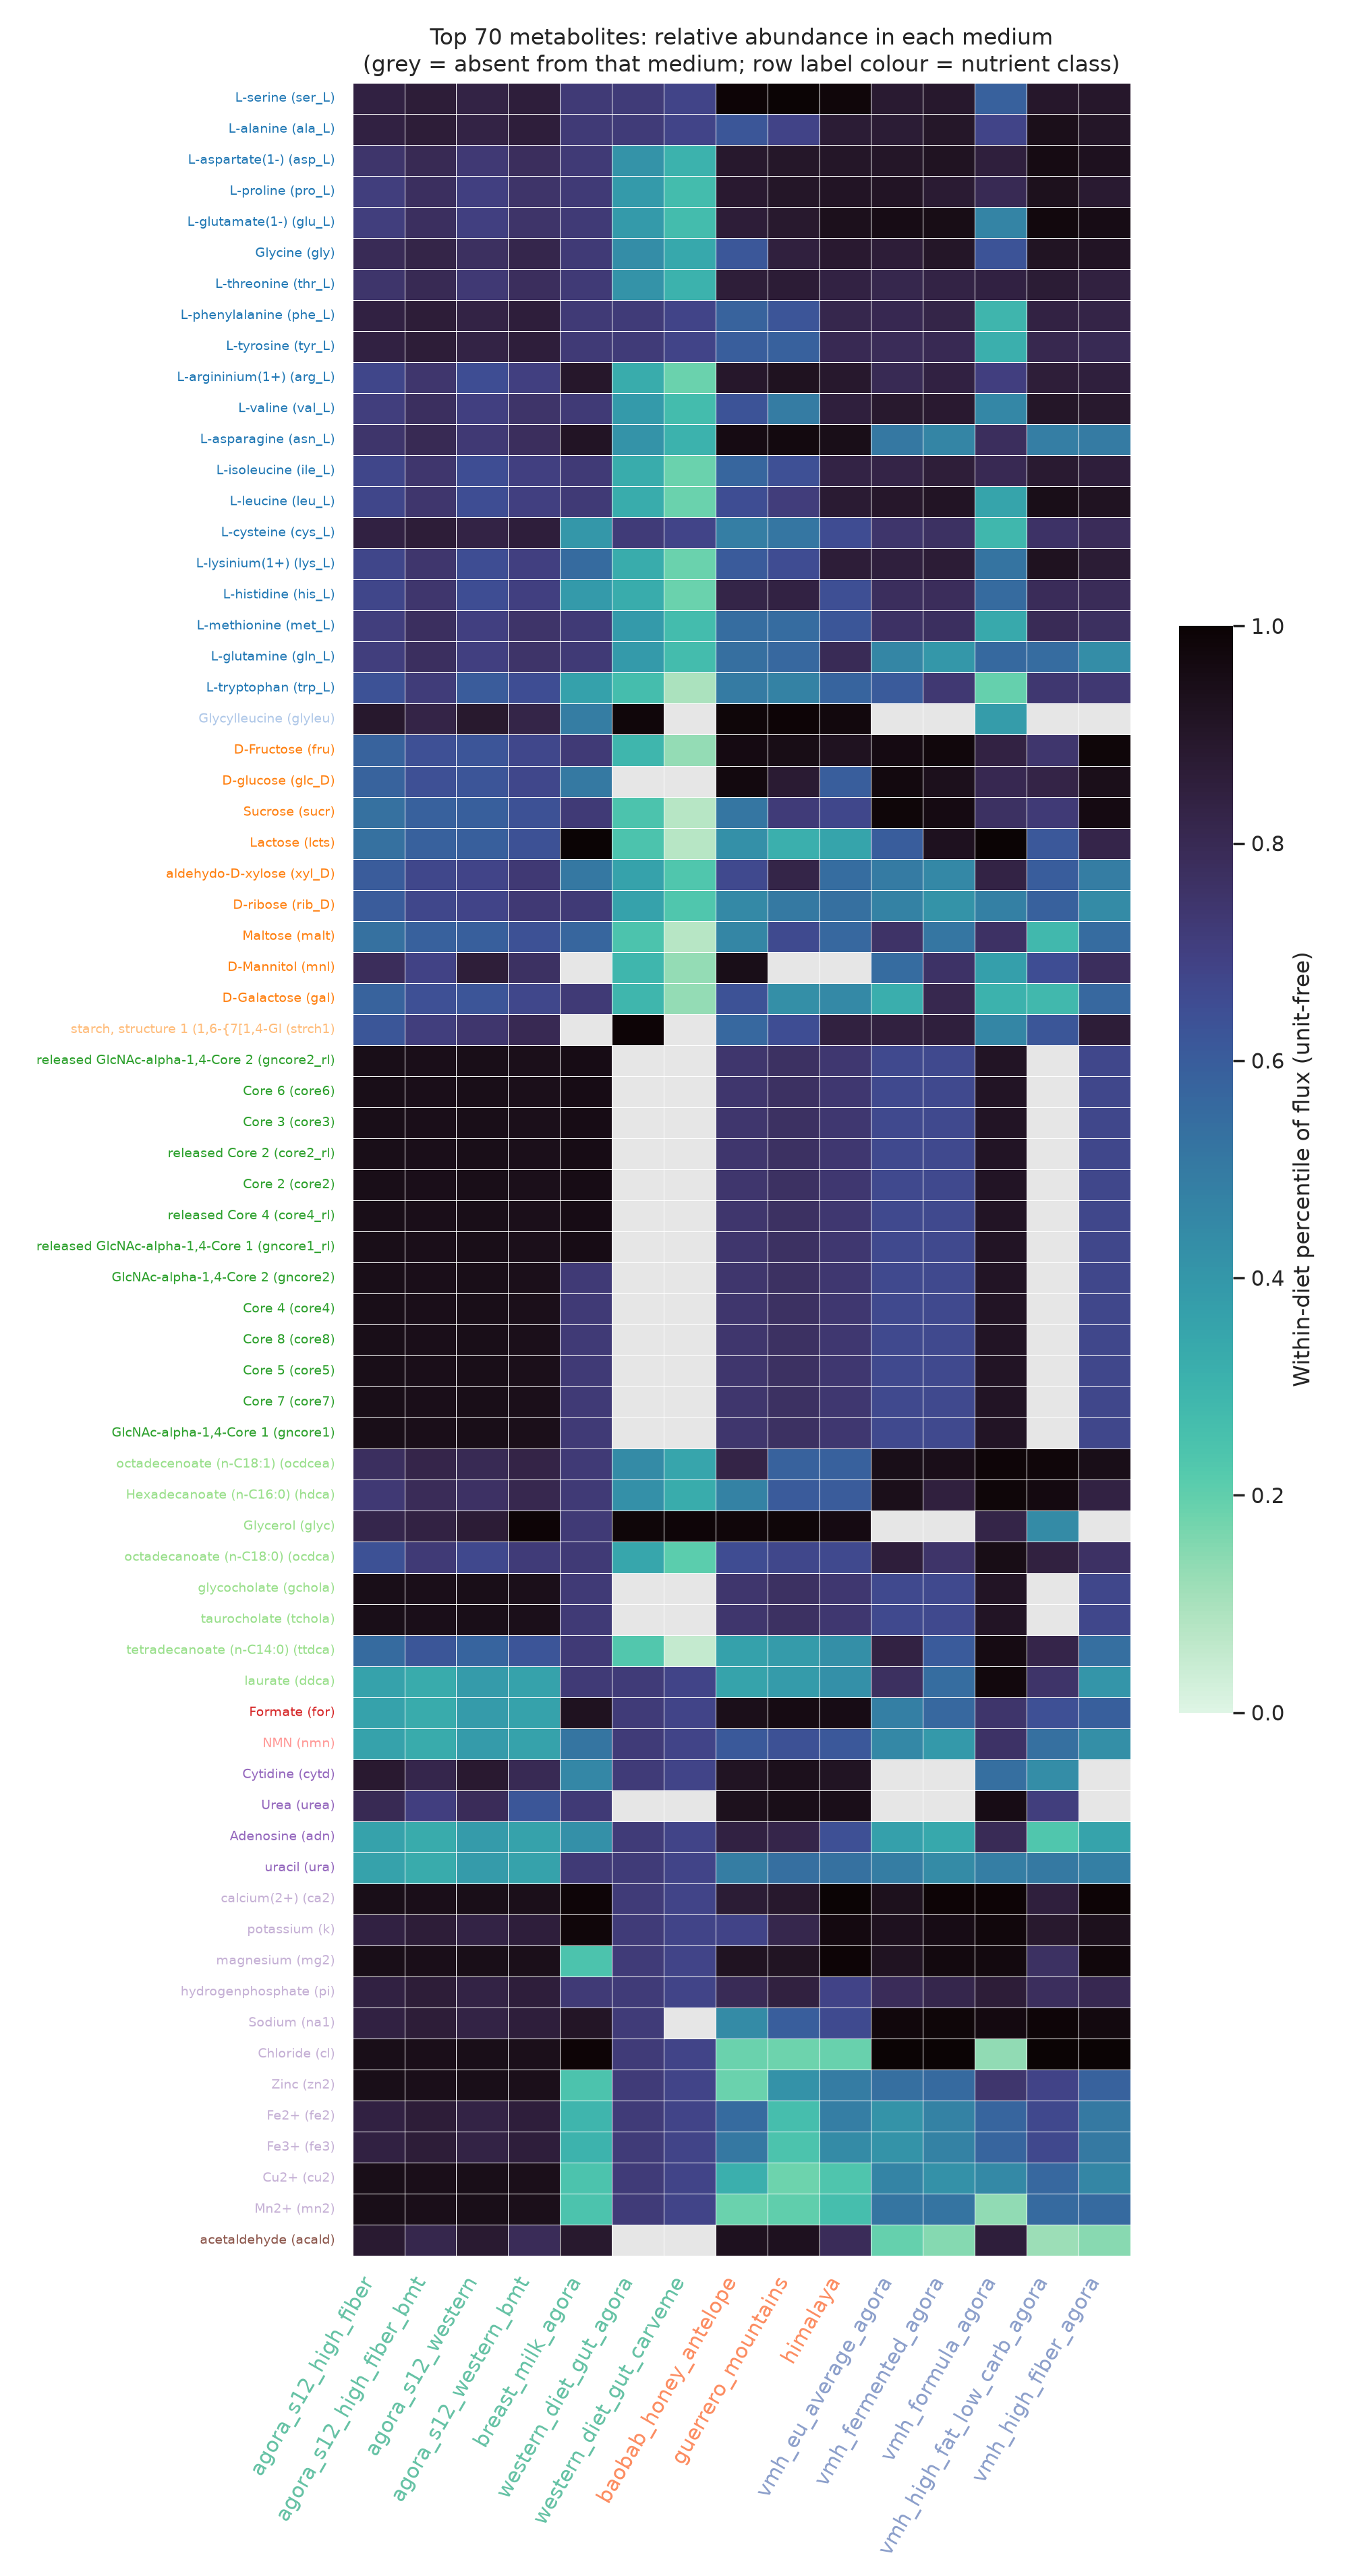 Top 70 metabolites: relative abundance in each medium
(grey = absent from that medium; row label colour = nutrient class)
L-serine (ser_L)
L-alanine (ala_L)
L-aspartate(1-) (asp_L)
L-proline (pro_L)
L-glutamate(1-) (glu_L)
Glycine (gly)
L-threonine (thr_L)
L-phenylalanine (phe_L)
L-tyrosine (tyr_L)
L-argininium(1+) (arg_L)
L-valine (val_L)
L-asparagine (asn_L)
L-isoleucine (ile_L)
L-leucine (leu_L)
L-cysteine (cys_L)
L-lysinium(1+) (lys_L)
L-histidine (his_L)
L-methionine (met_L)
L-glutamine (gln_L)
L-tryptophan (trp_L)
Glycylleucine (glyleu)
D-Fructose (fru)
D-glucose (glc_D)
Sucrose (sucr)
Lactose (lcts)
aldehydo-D-xylose (xyl_D)
D-ribose (rib_D)
Maltose (malt)
D-Mannitol (mnl)
D-Galactose (gal)
starch, structure 1 (1,6-{7[1,4-Gl (strch1)
released GlcNAc-alpha-1,4-Core 2 (gncore2_rl)
Core 6 (core6)
Core 3 (core3)
released Core 2 (core2_rl)
Core 2 (core2)
released Core 4 (core4_rl)
released GlcNAc-alpha-1,4-Core 1 (gncore1_rl)
GlcNAc-alpha-1,4-Core 2 (gncore2)
Core 4 (core4)
Core 8 (core8)
Core 5 (core5)
Core 7 (core7)
GlcNAc-alpha-1,4-Core 1 (gncore1)
octadecenoate (n-C18:1) (ocdcea)
Hexadecanoate (n-C16:0) (hdca)
Glycerol (glyc)
octadecanoate (n-C18:0) (ocdca)
glycocholate (gchola)
taurocholate (tchola)
tetradecanoate (n-C14:0) (ttdca)
laurate (ddca)
Formate (for)
NMN (nmn)
Cytidine (cytd)
Urea (urea)
Adenosine (adn)
uracil (ura)
calcium(2+) (ca2)
potassium (k)
magnesium (mg2)
hydrogenphosphate (pi)
Sodium (na1)
Chloride (cl)
Zinc (zn2)
Fe2+ (fe2)
Fe3+ (fe3)
Cu2+ (cu2)
Mn2+ (mn2)
acetaldehyde (acald)
agora_s12_high_fiber
agora_s12_high_fiber_bmt
agora_s12_western
agora_s12_western_bmt
breast_milk_agora
western_diet_gut_agora
western_diet_gut_carveme
baobab_honey_antelope
guerrero_mountains
himalaya
vmh_eu_average_agora
vmh_fermented_agora
vmh_formula_agora
vmh_high_fat_low_carb_agora
vmh_high_fiber_agora
1.0
0.8
0.6
0.4
0.2
0.0
Within-diet percentile of flux (unit-free)